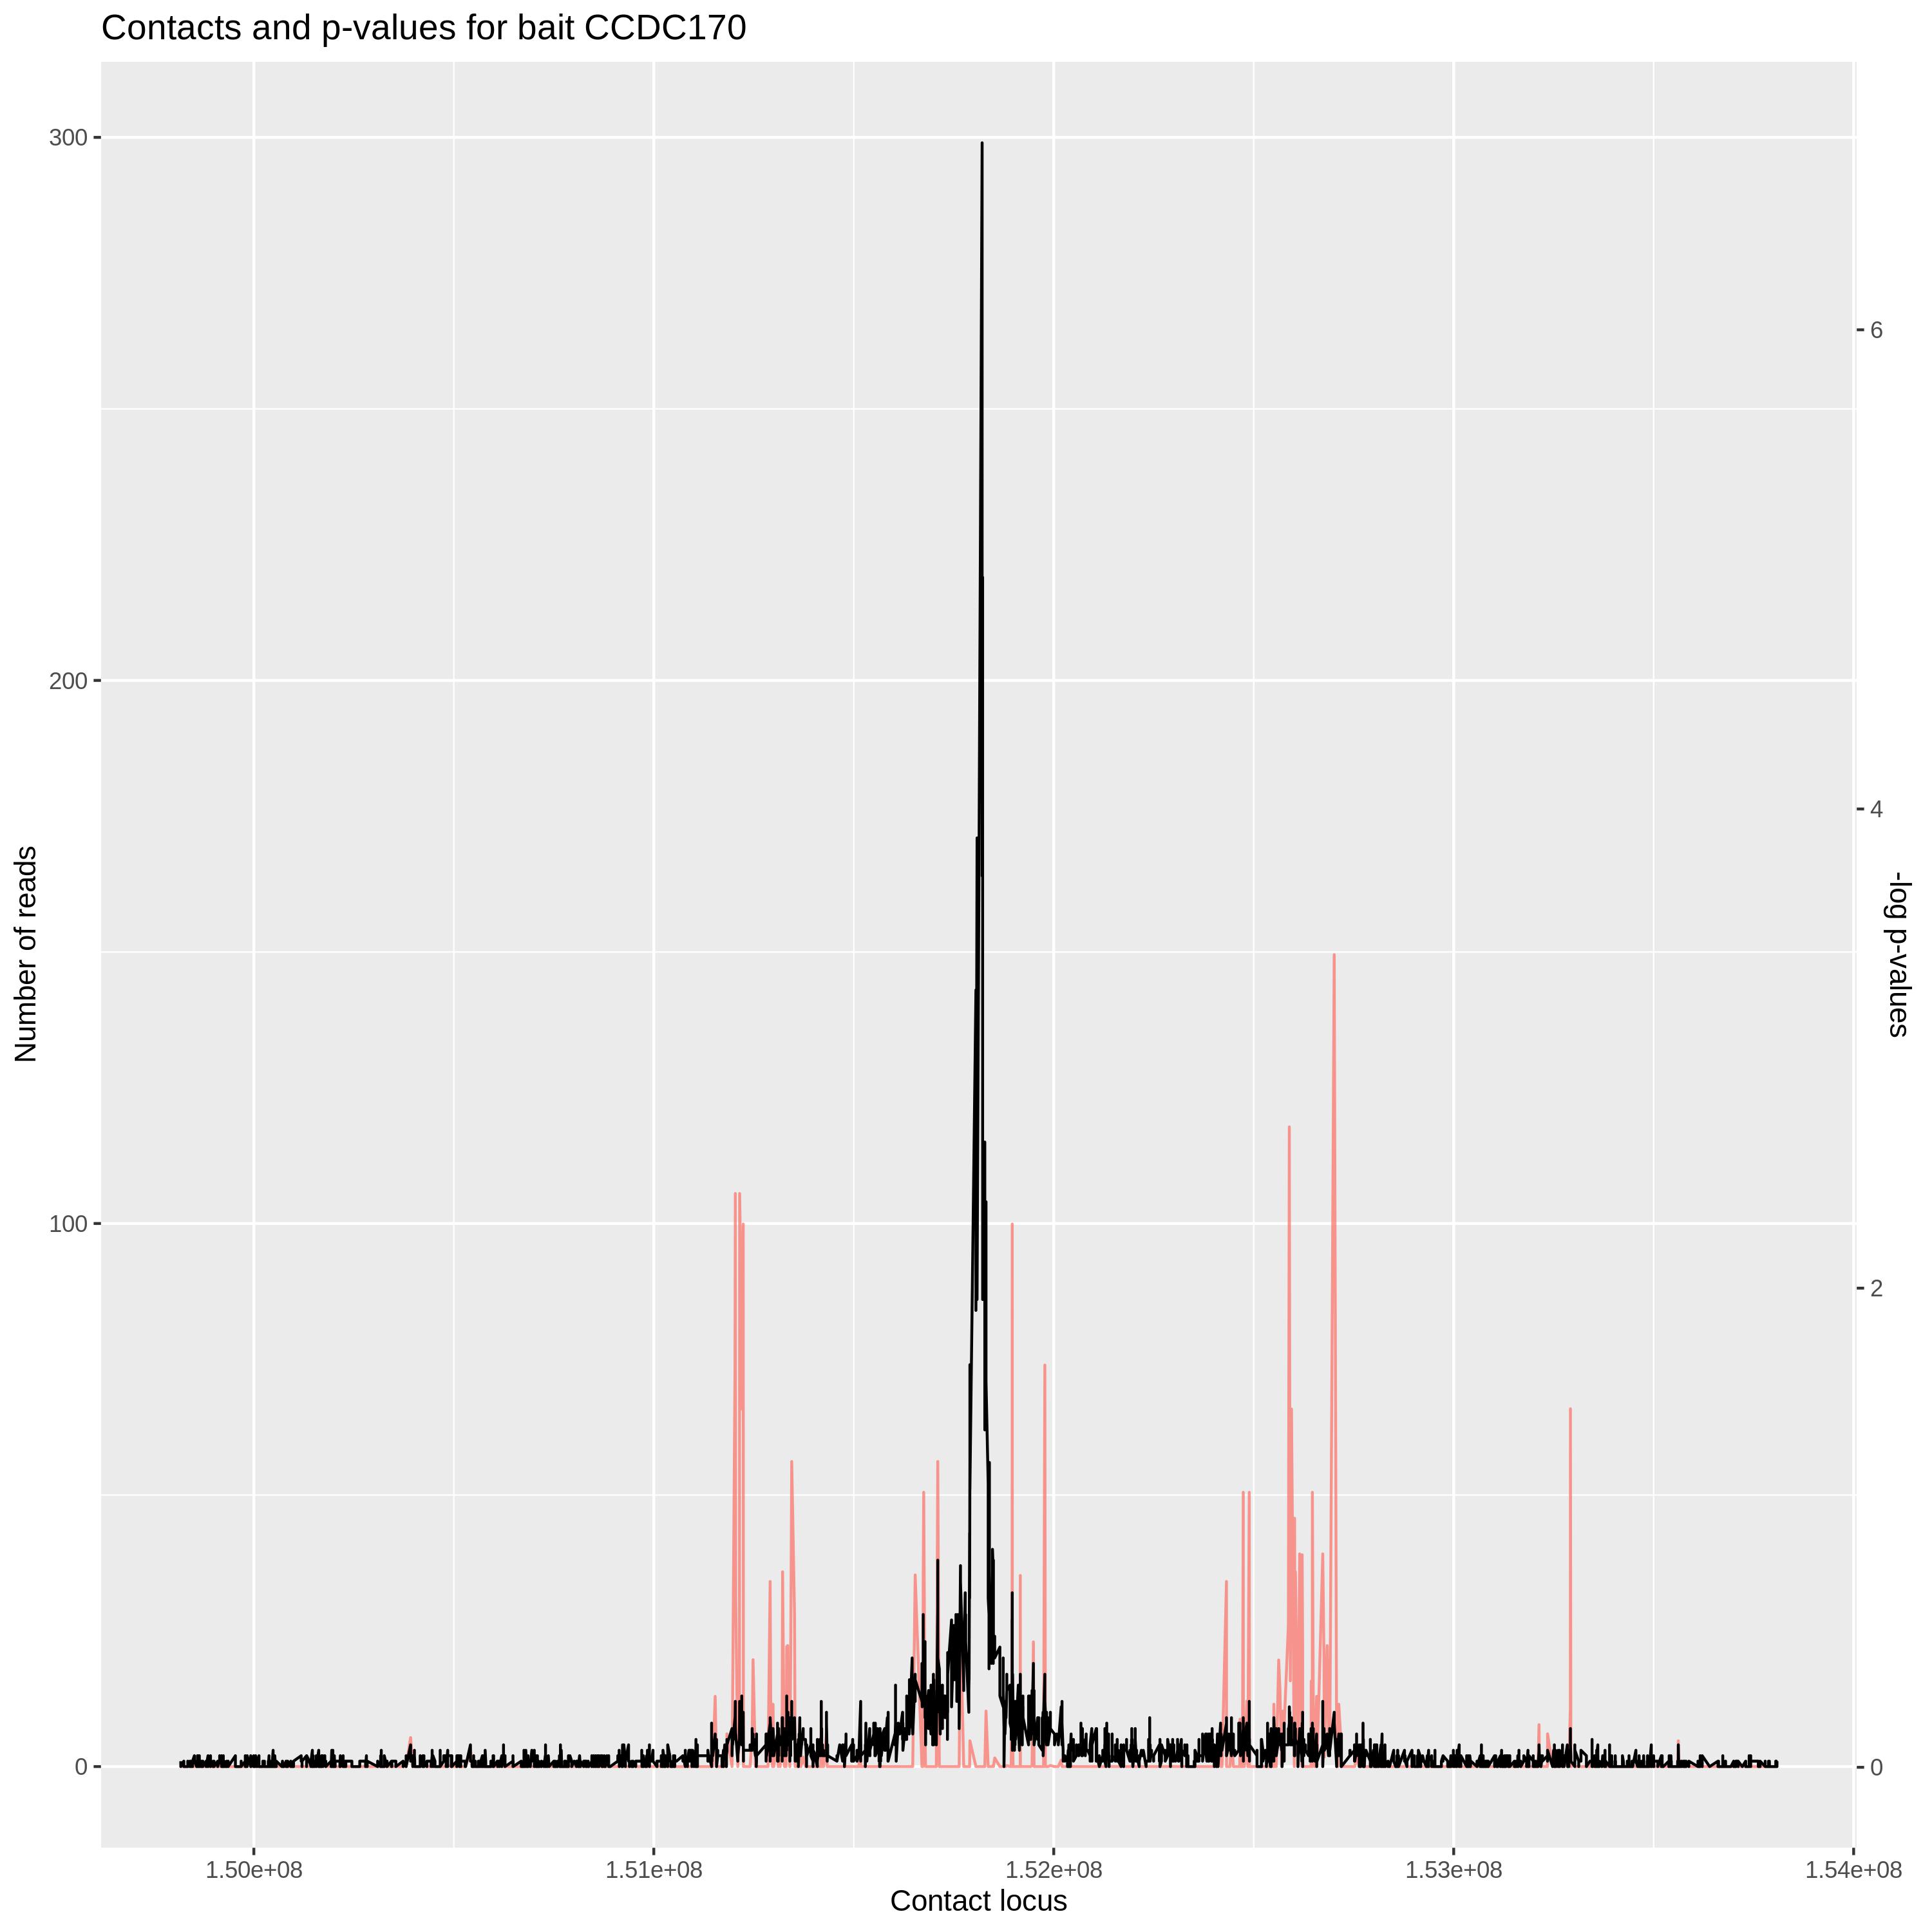 Contacts and p-values for bait CCDC170
300
200
100
0
Number of reads
6
4
2
0
-log p-values
1.50e+08 1.51e+08 1.52e+08 1.53e+08 1.54e+08
Contact locus